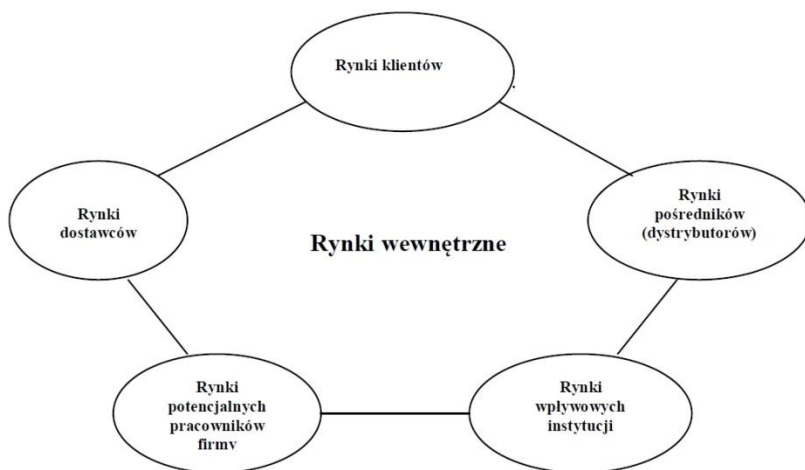 Rynki klientów
Rynki
dostawców
Rynki
pośredników
(dystrybutorów)
Rynki wewnętrzne
Rynki
potencjalnych
pracowników
firmy
Rynki
wpływowych
instytucji